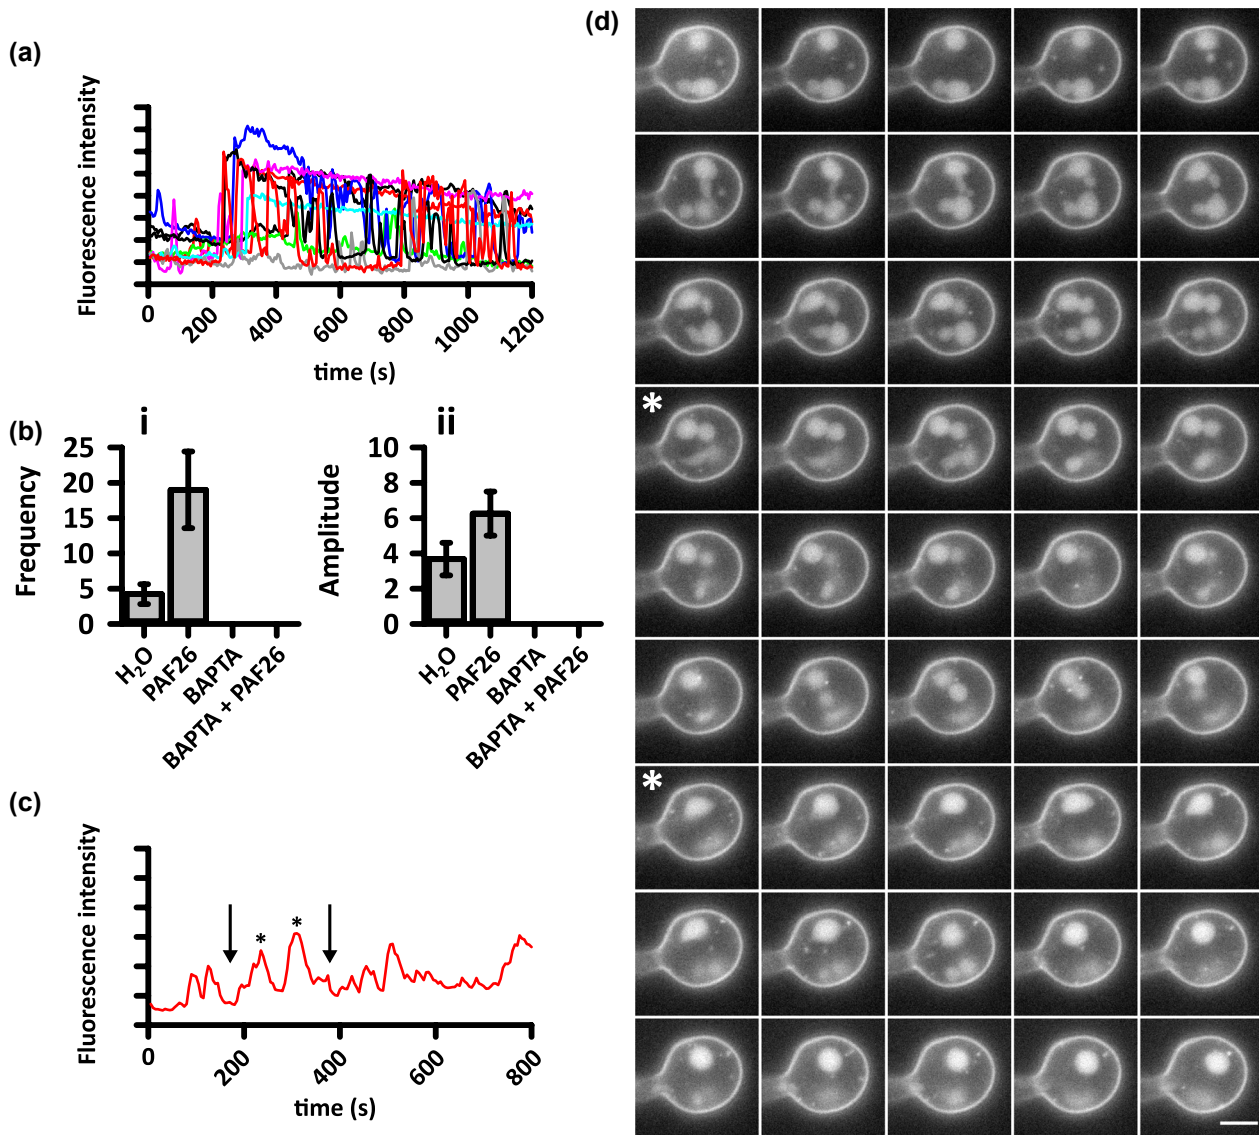 (a)
Fluorescence intensity
0 200 400 600 800 1000 1200
time (s)
(b)
i
Frequency
25
20
15
10
5
0
H₂O PAF26 BAPTA BAPTA + PAF26
ii
Amplitude
10
8
6
4
2
0
H₂O PAF26 BAPTA BAPTA + PAF26
(c)
Fluorescence intensity
* *
0 200 400 600 800
time (s)
(d)
*
*